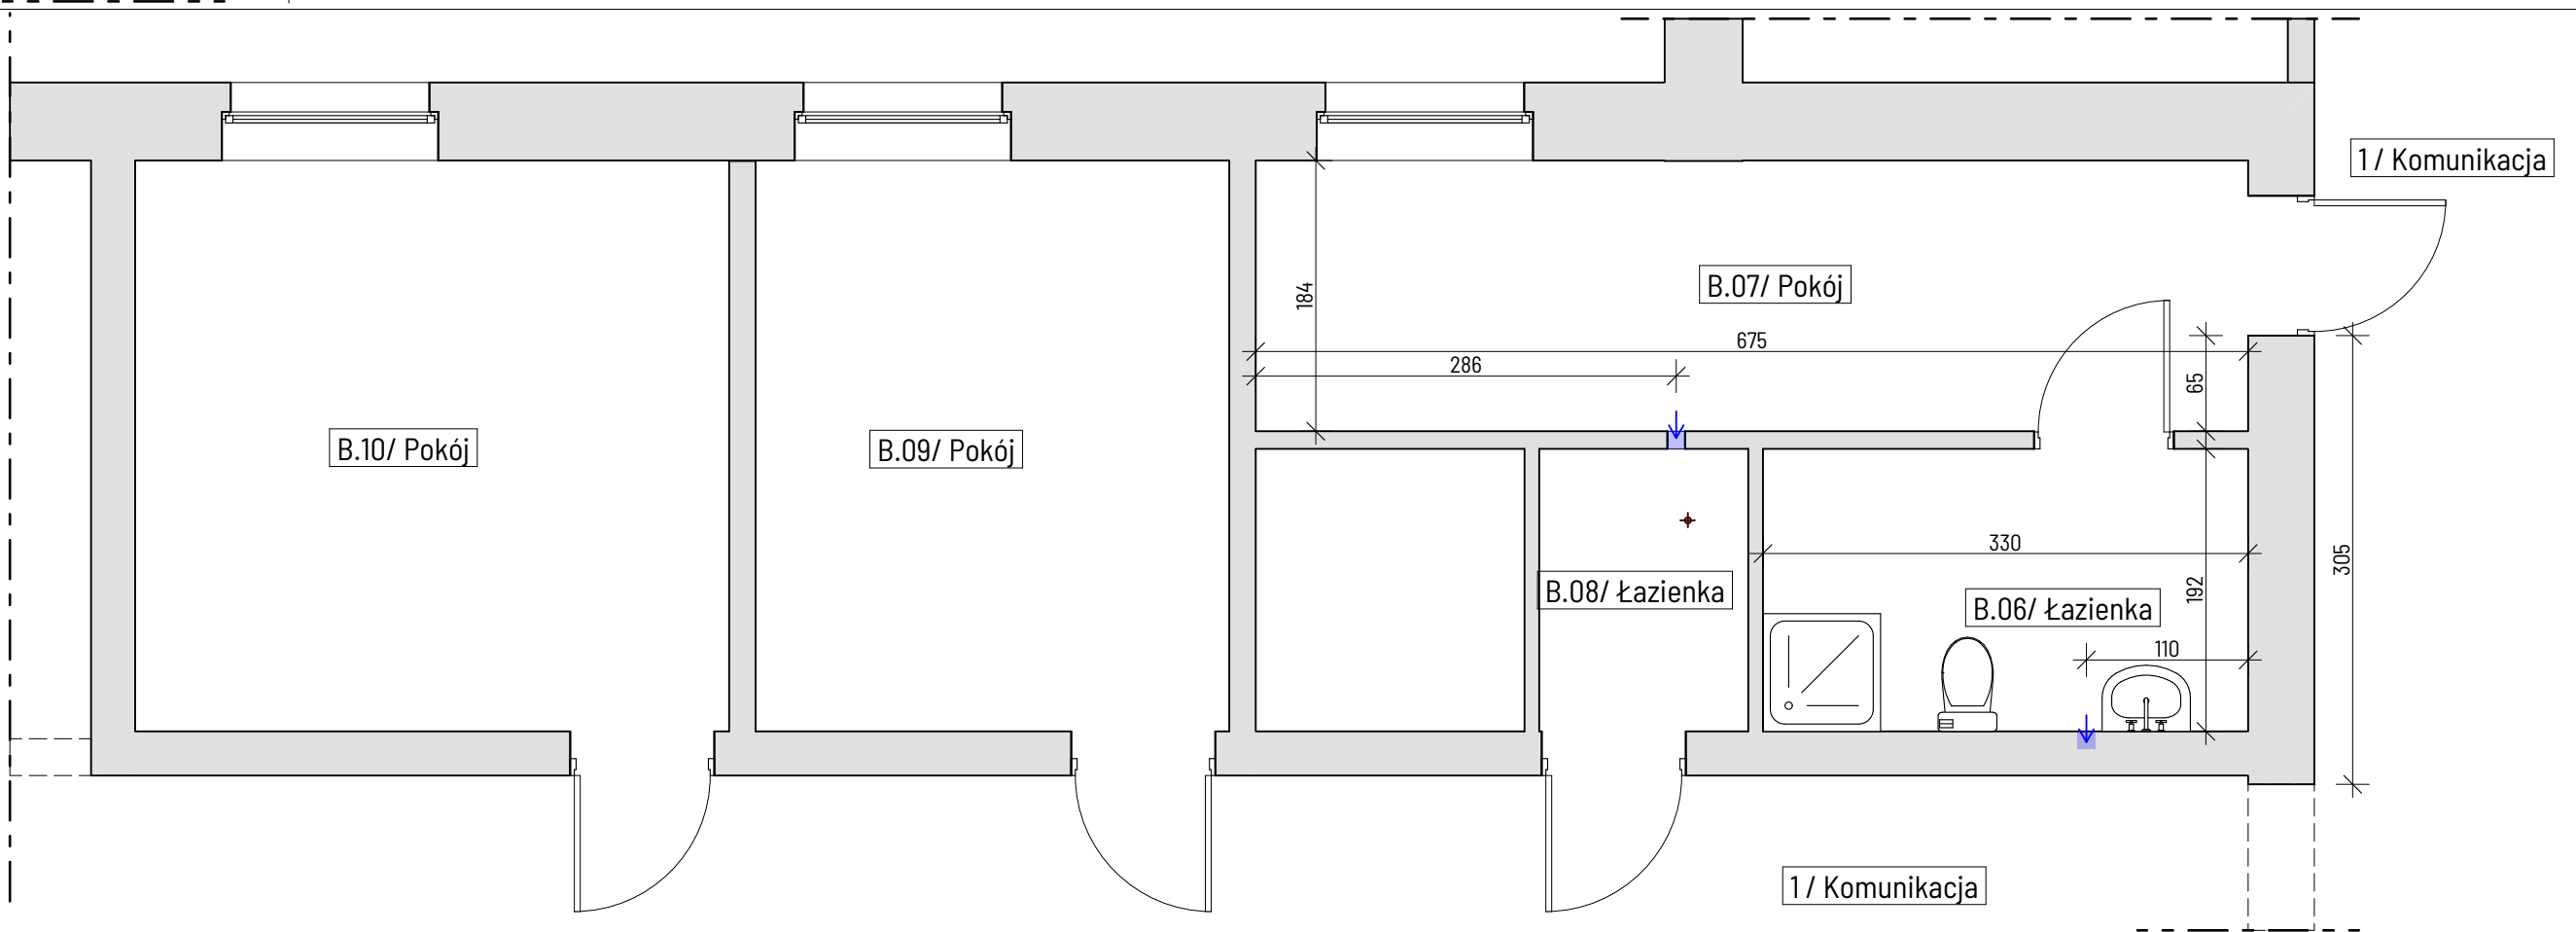 1 / Komunikacja
B.07/ Pokój
184
675
286
65
B.10/ Pokój
B.09/ Pokój
330
305
B.08/ Łazienka
192
B.06/ Łazienka
110
1 / Komunikacja